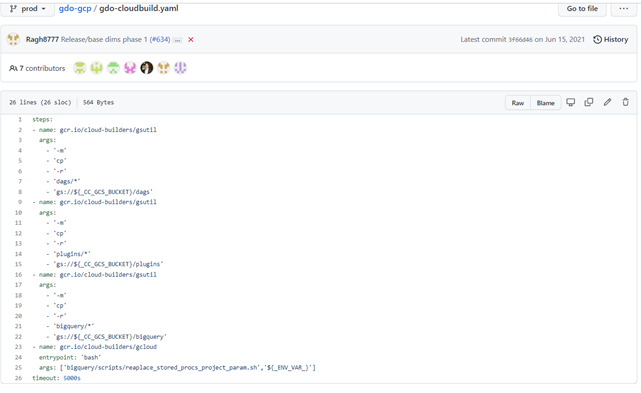 prod
gdo-gcp / gdo-cloudbuild.yaml
Go to file
...
Ragh8777 Release/base dims phase 1 (#634) ... ×
Latest commit 3f66d46 on Jun 15, 2021 History
7 contributors
26 lines (26 sloc) | 564 Bytes
Raw Blame
1 steps:
2 - name: gcr.io/cloud-builders/gsutil
3 args:
4 - '-m'
5 - 'cp'
6 - '-r'
7 - 'dags/*'
8 - 'gs://${_CC_GCS_BUCKET}/dags'
9 - name: gcr.io/cloud-builders/gsutil
10 args:
11 - '-m'
12 - 'cp'
13 - '-r'
14 - 'plugins/*'
15 - 'gs://${_CC_GCS_BUCKET}/plugins'
16 - name: gcr.io/cloud-builders/gsutil
17 args:
18 - '-m'
19 - 'cp'
20 - '-r'
21 - 'bigquery/*'
22 - 'gs://${_CC_GCS_BUCKET}/bigquery'
23 - name: gcr.io/cloud-builders/gcloud
24 entrypoint: 'bash'
25 args: ['bigquery/scripts/reaplace_stored_procs_project_param.sh','${_ENV_VAR_}']
26 timeout: 5000s